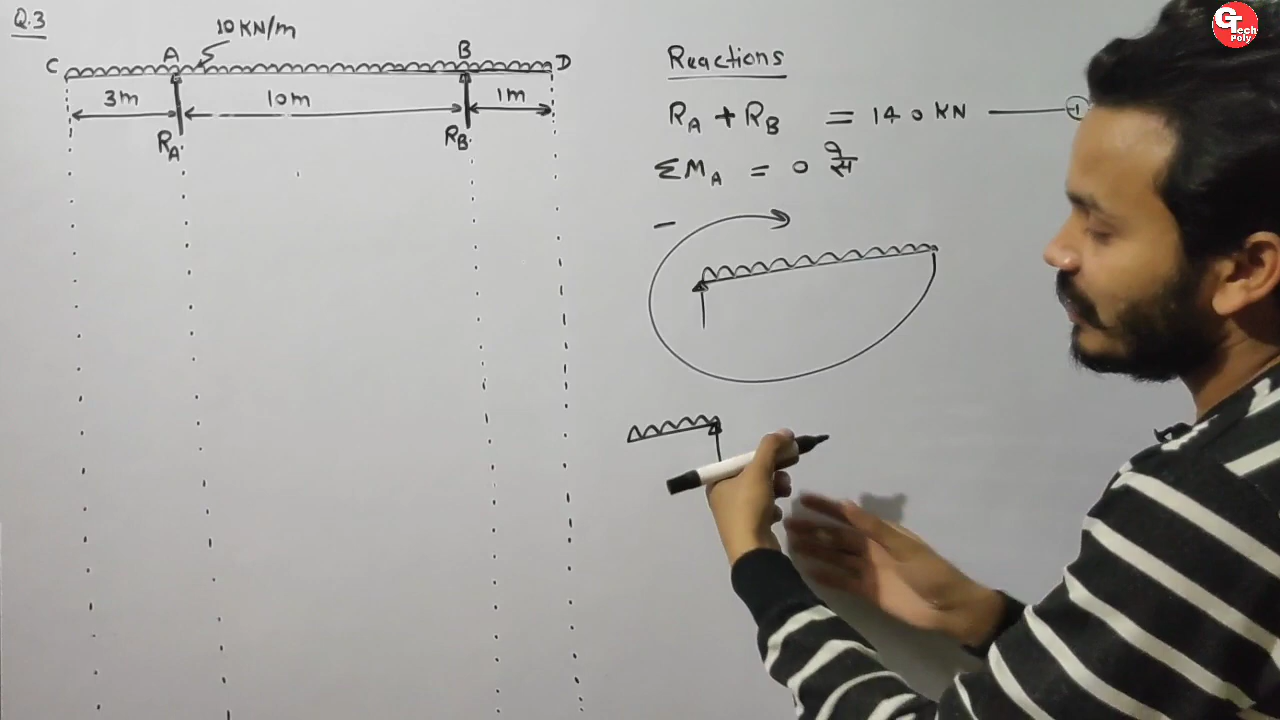 Q.3
10 KN/m
C A B D
3m 10m 1m
RA RB
Reactions
RA + RB = 140 KN 1
ΣMA = 0 से
-
GTech Poly